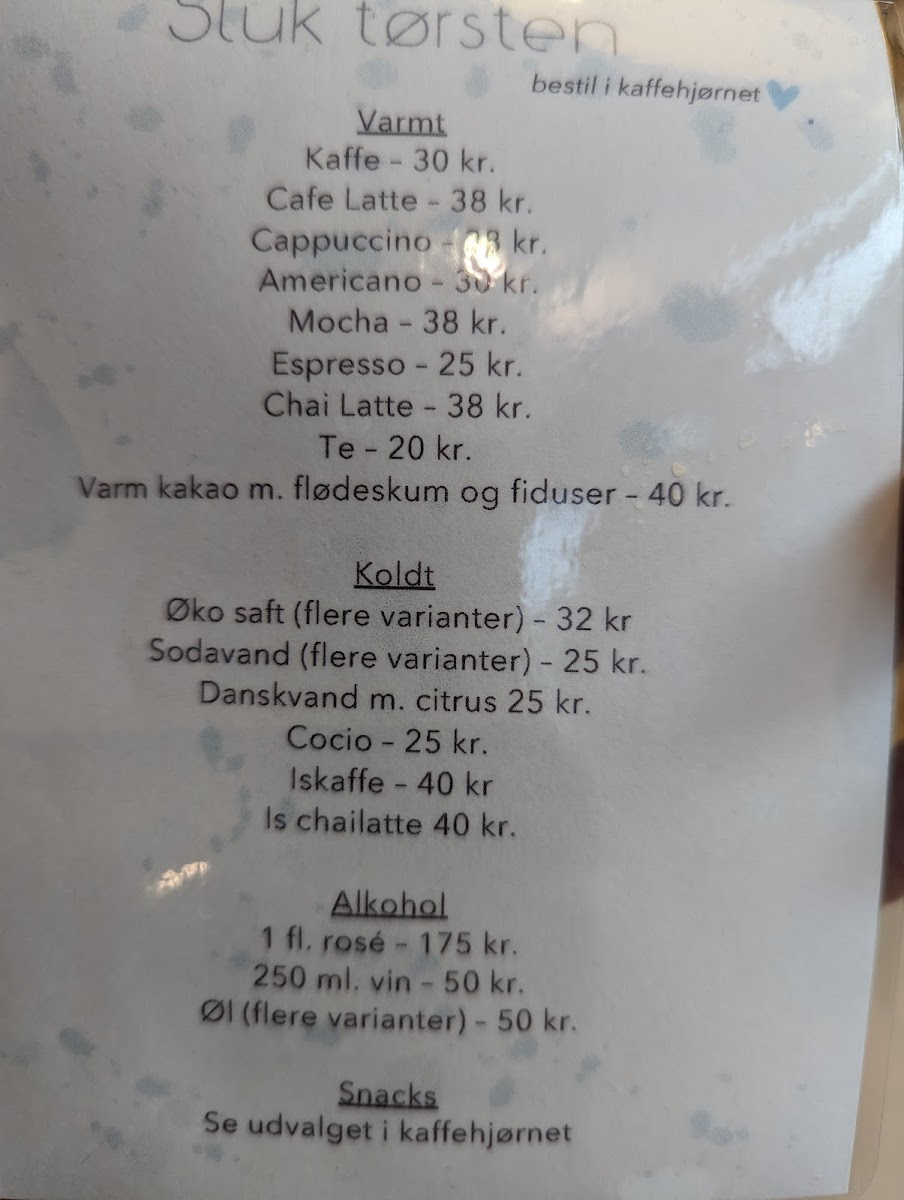 Sluk tørsten
bestil i kaffehjørnet
Varmt
Kaffe - 30 kr.
Cafe Latte - 38 kr.
Cappuccino - 38 kr.
Americano - 30 kr.
Mocha - 38 kr.
Espresso - 25 kr.
Chai Latte - 38 kr.
Te - 20 kr.
Varm kakao m. flødeskum og fiduser - 40 kr.
Koldt
Øko saft (flere varianter) - 32 kr
Sodavand (flere varianter) - 25 kr.
Danskvand m. citrus 25 kr.
Cocio - 25 kr.
Iskaffe - 40 kr
Is chailatte 40 kr.
Alkohol
1 fl. rosé - 175 kr.
250 ml. vin - 50 kr.
Øl (flere varianter) - 50 kr.
Snacks
Se udvalget i kaffehjørnet